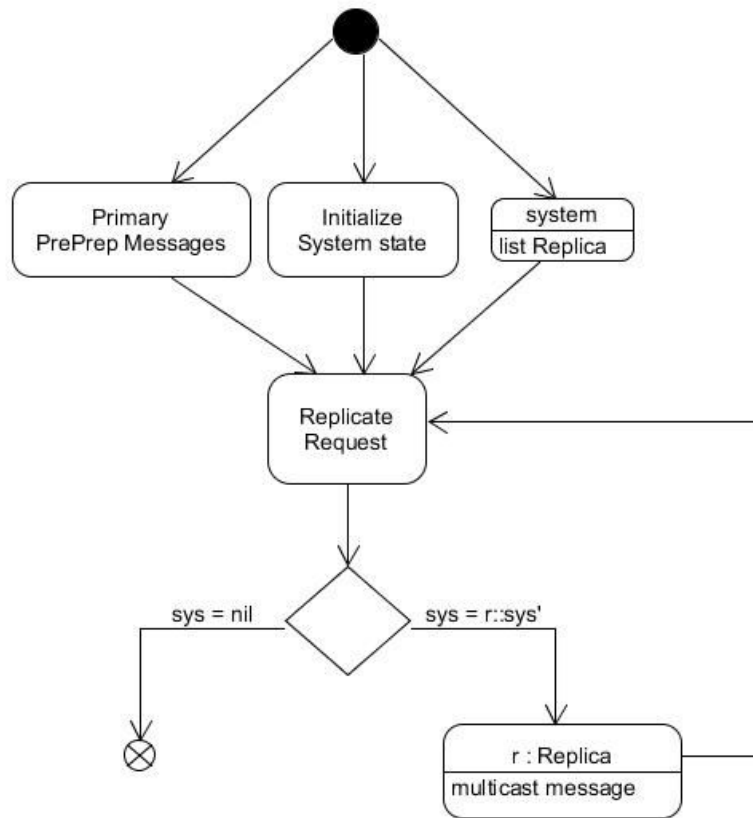 Primary
PrePrep Messages
Initialize
System state
system
list Replica
Replicate
Request
sys = nil
sys = r::sys'
r : Replica
multicast message